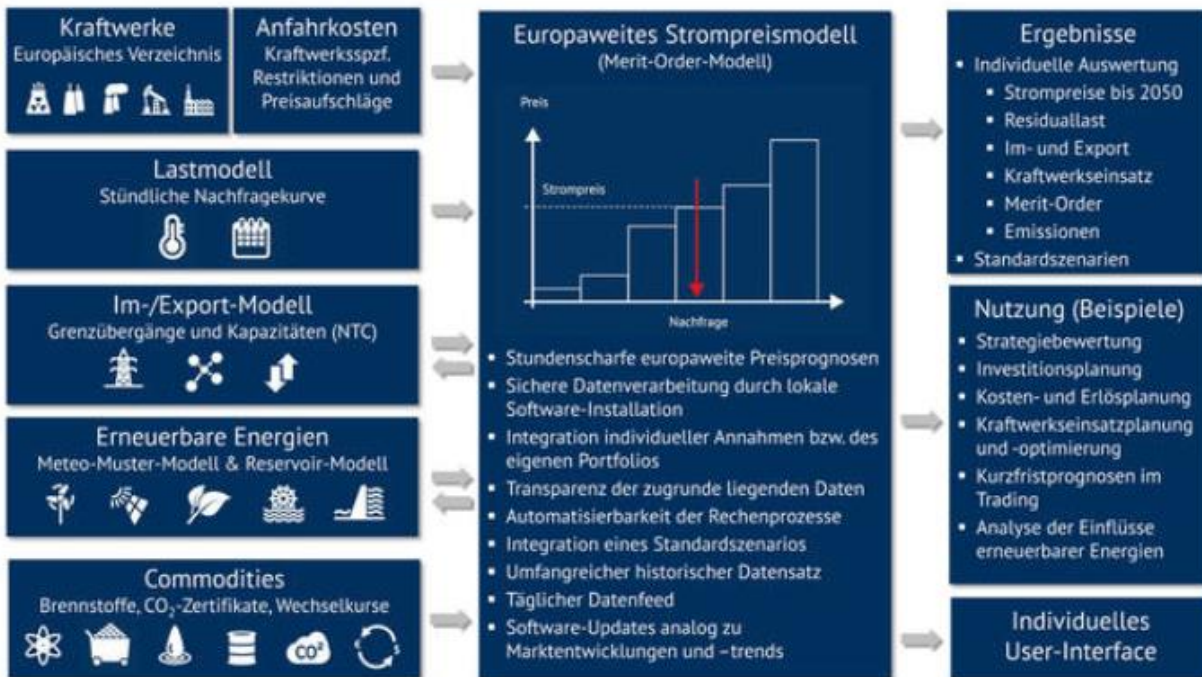 Kraftwerke
Europäisches Verzeichnis
Anfahrkosten
Kraftwerksspzf.
Restriktionen und
Preisaufschläge
Lastmodell
Stündliche Nachfragekurve
Im-/Export-Modell
Grenzübergänge und Kapazitäten (NTC)
Erneuerbare Energien
Meteo-Muster-Modell & Reservoir-Modell
Commodities
Brennstoffe, CO₂-Zertifikate, Wechselkurse
CO²
Europaweites Strompreismodell
(Merit-Order-Modell)
Preis
Strompreis
Nachfrage
▪ Stundenscharfe europaweite Preisprognosen
▪ Sichere Datenverarbeitung durch lokale
Software-Installation
▪ Integration individueller Annahmen bzw. des
eigenen Portfolios
▪ Transparenz der zugrunde liegenden Daten
▪ Automatisierbarkeit der Rechenprozesse
▪ Integration eines Standardszenarios
▪ Umfangreicher historischer Datensatz
▪ Täglicher Datenfeed
▪ Software-Updates analog zu
Marktentwicklungen und –trends
Ergebnisse
▪ Individuelle Auswertung
▪ Strompreise bis 2050
▪ Residuallast
▪ Im- und Export
▪ Kraftwerkseinsatz
▪ Merit-Order
▪ Emissionen
▪ Standardszenarien
Nutzung (Beispiele)
▪ Strategiebewertung
▪ Investitionsplanung
▪ Kosten- und Erlösplanung
▪ Kraftwerkseinsatzplanung
und -optimierung
▪ Kurzfristprognosen im
Trading
▪ Analyse der Einflüsse
erneuerbarer Energien
Individuelles
User-Interface